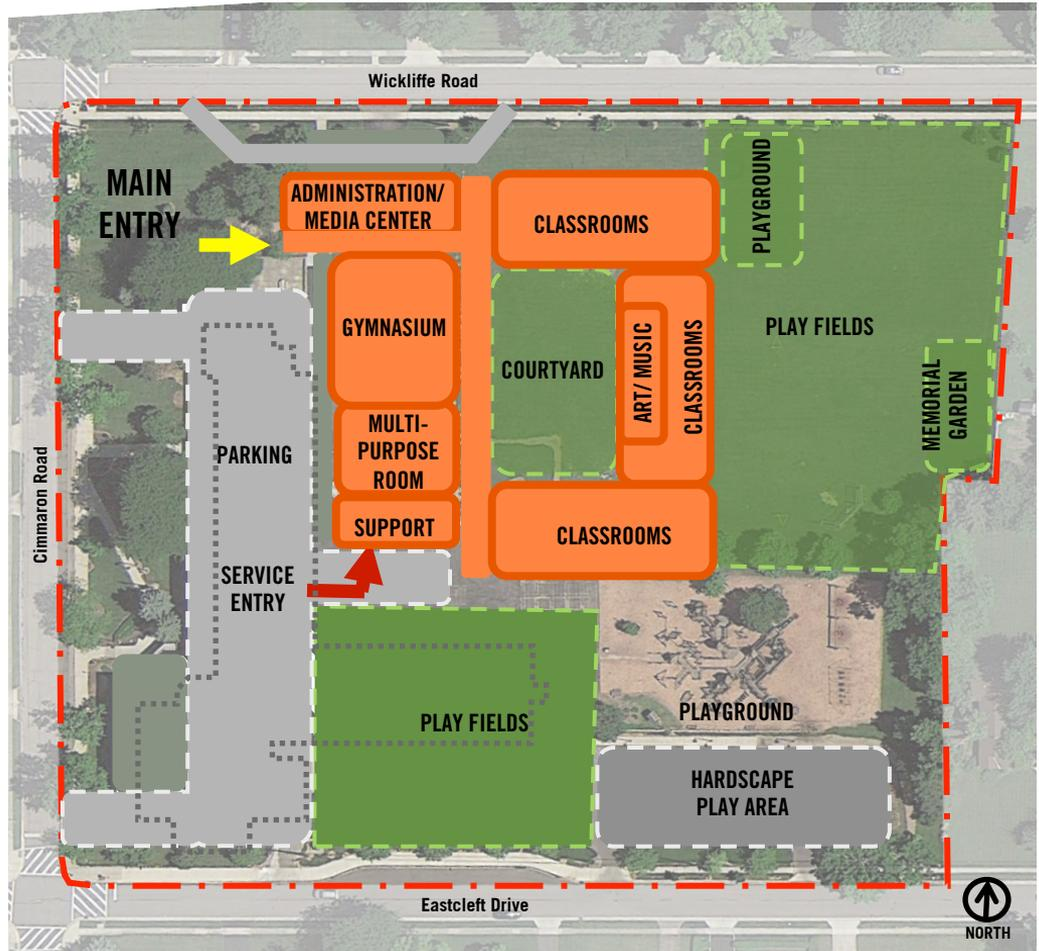 Wickliffe Road
MAIN
ENTRY
ADMINISTRATION/
MEDIA CENTER
CLASSROOMS
PLAYGROUND
GYMNASIUM
COURTYARD
ART/ MUSIC
CLASSROOMS
PLAY FIELDS
MEMORIAL
GARDEN
MULTI-
PURPOSE
ROOM
PARKING
Cimmaron Road
SUPPORT
CLASSROOMS
SERVICE
ENTRY
PLAY FIELDS
PLAYGROUND
HARDSCAPE
PLAY AREA
Eastcleft Drive
NORTH